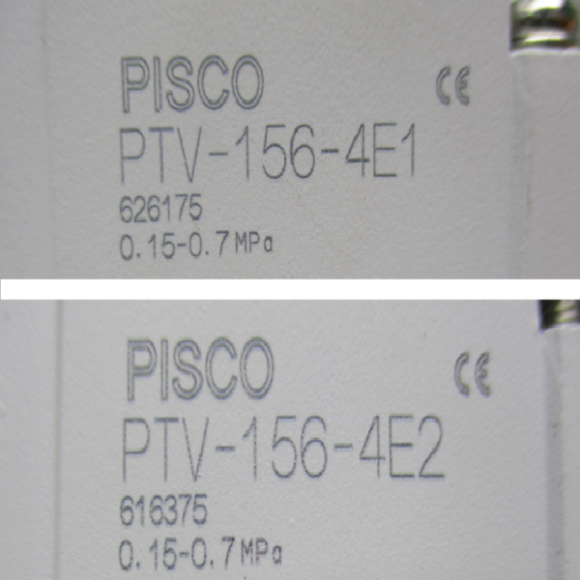 PISCO CE
PTV-156-4E1
626175
0.15-0.7MPa
PISCO CE
PTV-156-4E2
616375
0.15-0.7MPa